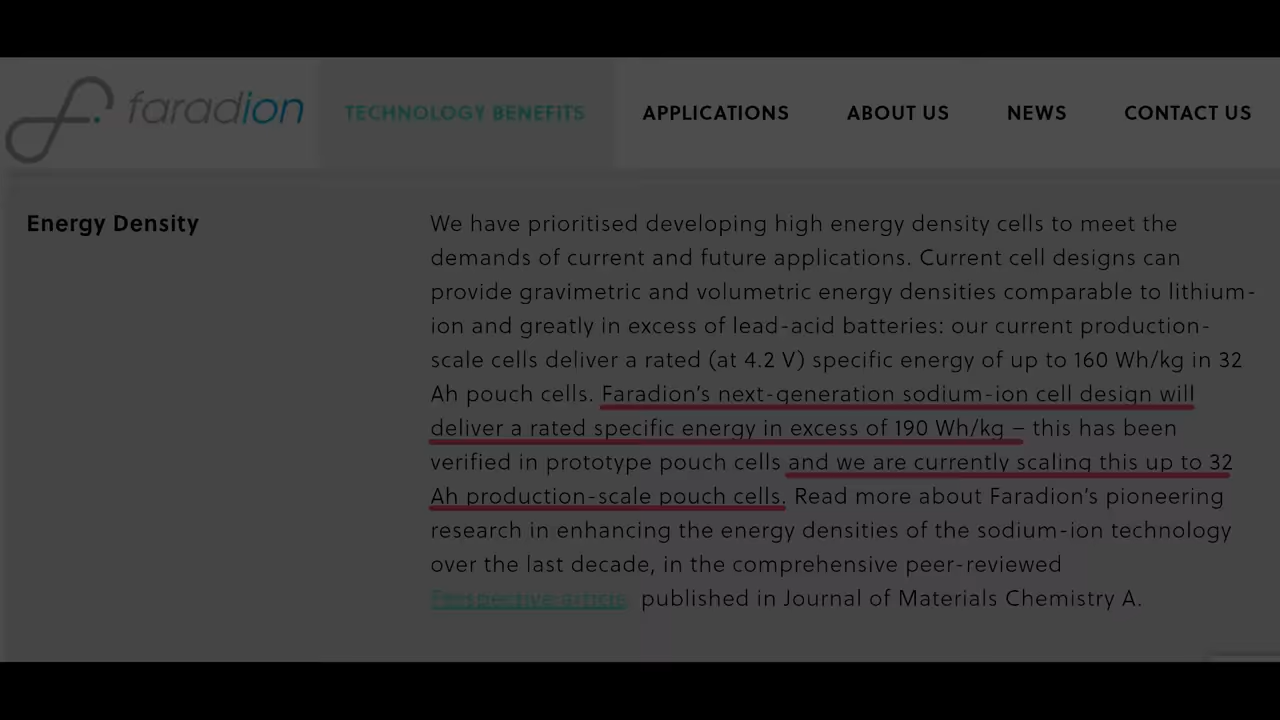 faradion
TECHNOLOGY BENEFITS
APPLICATIONS
ABOUT US
NEWS
CONTACT US
Energy Density
We have prioritised developing high energy density cells to meet the
demands of current and future applications. Current cell designs can
provide gravimetric and volumetric energy densities comparable to lithium-
ion and greatly in excess of lead-acid batteries: our current production-
scale cells deliver a rated (at 4.2 V) specific energy of up to 160 Wh/kg in 32
Ah pouch cells. Faradion's next-generation sodium-ion cell design will
deliver a rated specific energy in excess of 190 Wh/kg – this has been
verified in prototype pouch cells and we are currently scaling this up to 32
Ah production-scale pouch cells. Read more about Faradion's pioneering
research in enhancing the energy densities of the sodium-ion technology
over the last decade, in the comprehensive peer-reviewed
Perspective article published in Journal of Materials Chemistry A.